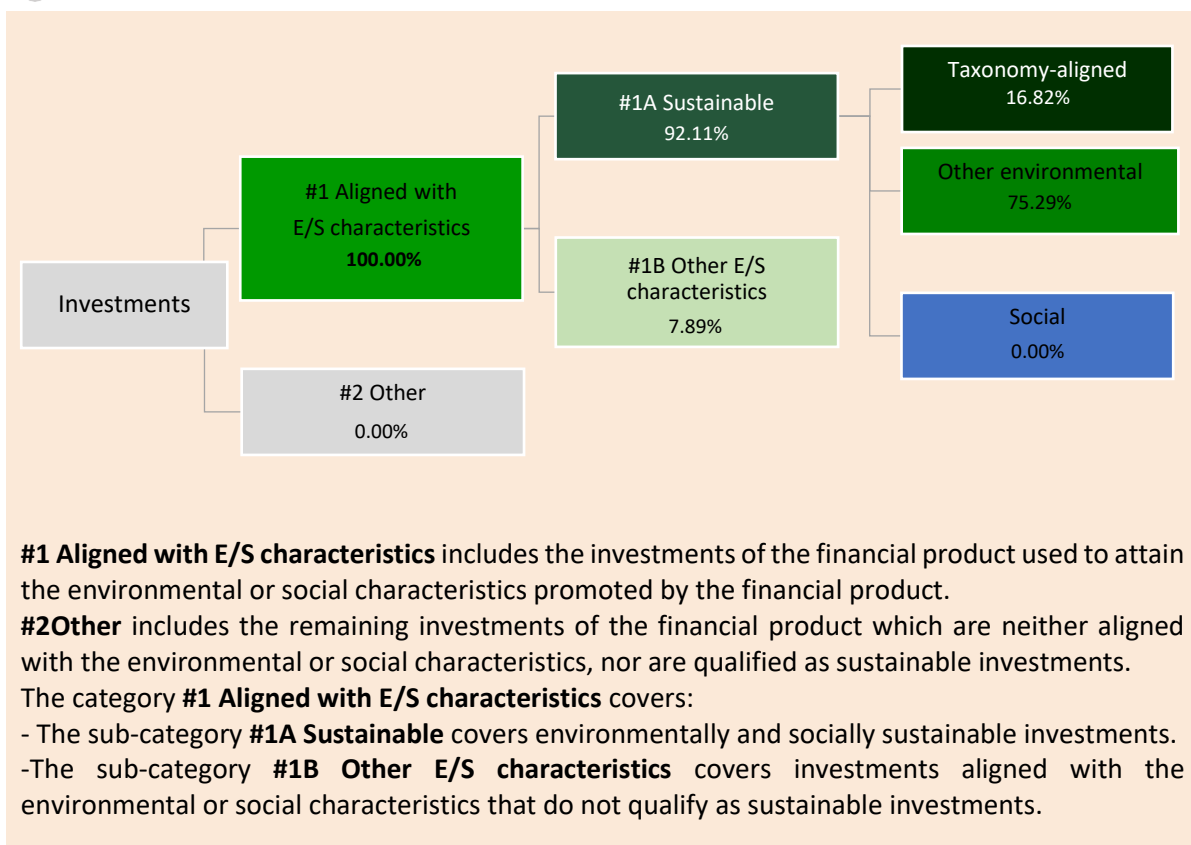 Investments
#1 Aligned with
E/S characteristics
100.00%
#2 Other
0.00%
#1A Sustainable
92.11%
#1B Other E/S
characteristics
7.89%
Taxonomy-aligned
16.82%
Other environmental
75.29%
Social
0.00%
#1 Aligned with E/S characteristics includes the investments of the financial product used to attain
the environmental or social characteristics promoted by the financial product.
#2Other includes the remaining investments of the financial product which are neither aligned
with the environmental or social characteristics, nor are qualified as sustainable investments.
The category #1 Aligned with E/S characteristics covers:
- The sub-category #1A Sustainable covers environmentally and socially sustainable investments.
-The sub-category #1B Other E/S characteristics covers investments aligned with the
environmental or social characteristics that do not qualify as sustainable investments.